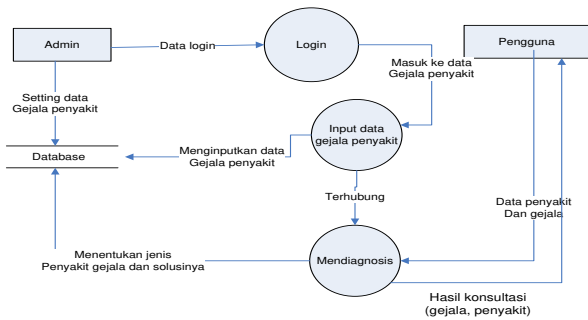 Admin
Data login
Login
Pengguna
Masuk ke data
Gejala penyakit
Setting data
Gejala penyakit
Input data
gejala penyakit
Menginputkan data
Gejala penyakit
Database
Terhubung
Data penyakit
Dan gejala
Menentukan jenis
Penyakit gejala dan solusinya
Mendiagnosis
Hasil konsultasi
(gejala, penyakit)